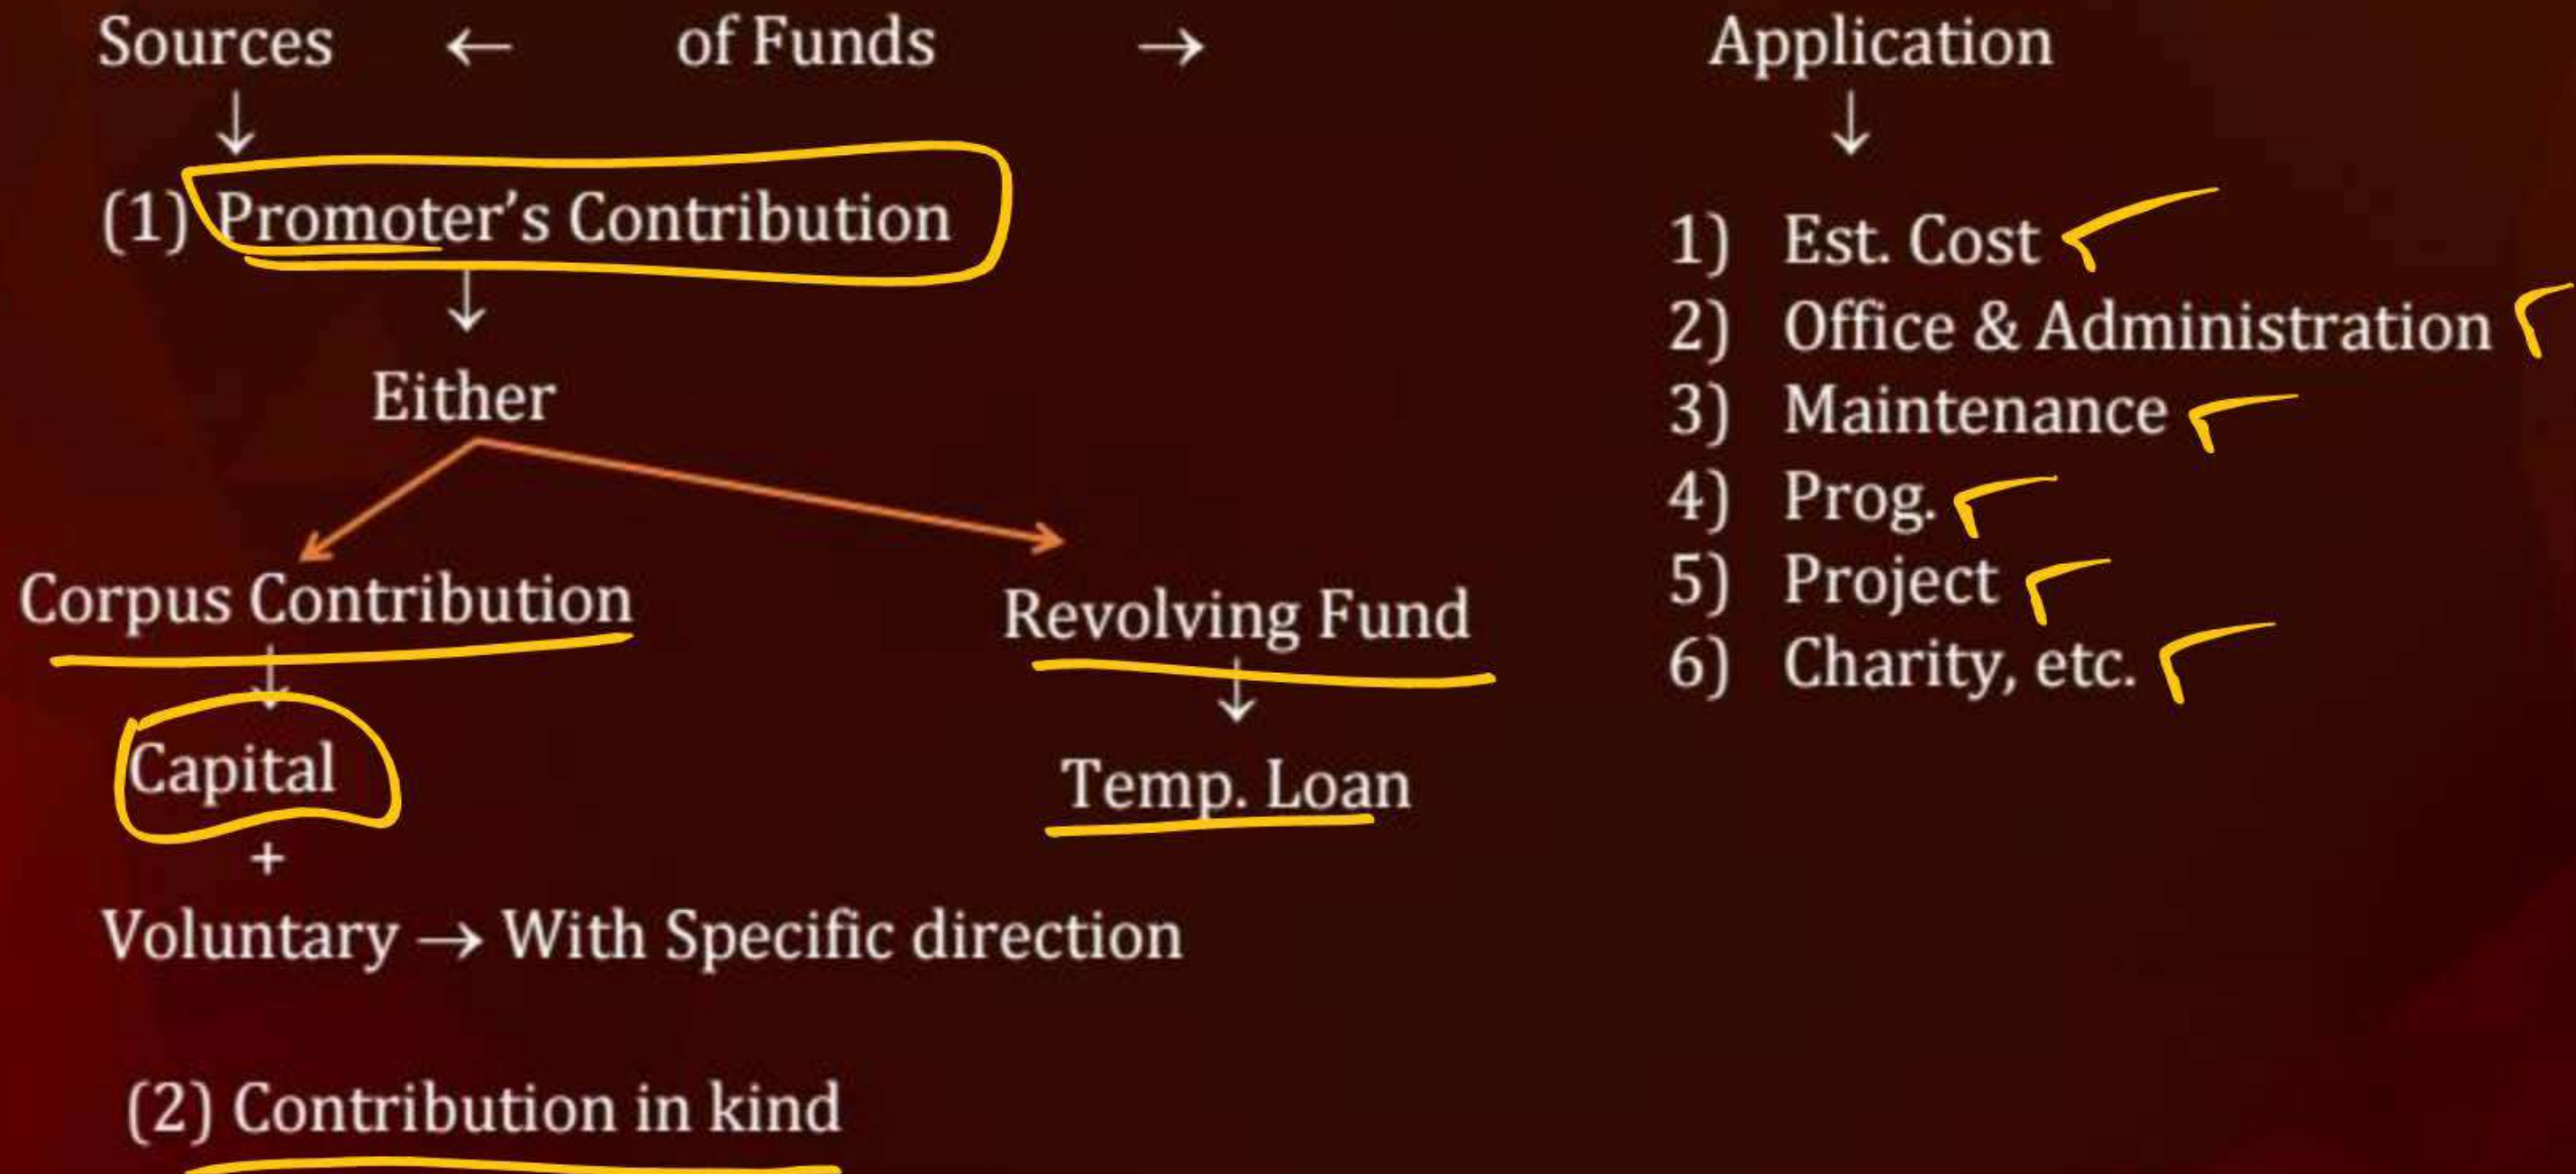 Sources ← of Funds → Application
↓ ↓
(1) Promoter’s Contribution
↓
Either
Corpus Contribution
Revolving Fund
↓ ↓
Capital
Temp. Loan
+
Voluntary → With Specific direction
(2) Contribution in kind
1) Est. Cost
2) Office & Administration
3) Maintenance
4) Prog.
5) Project
6) Charity, etc.